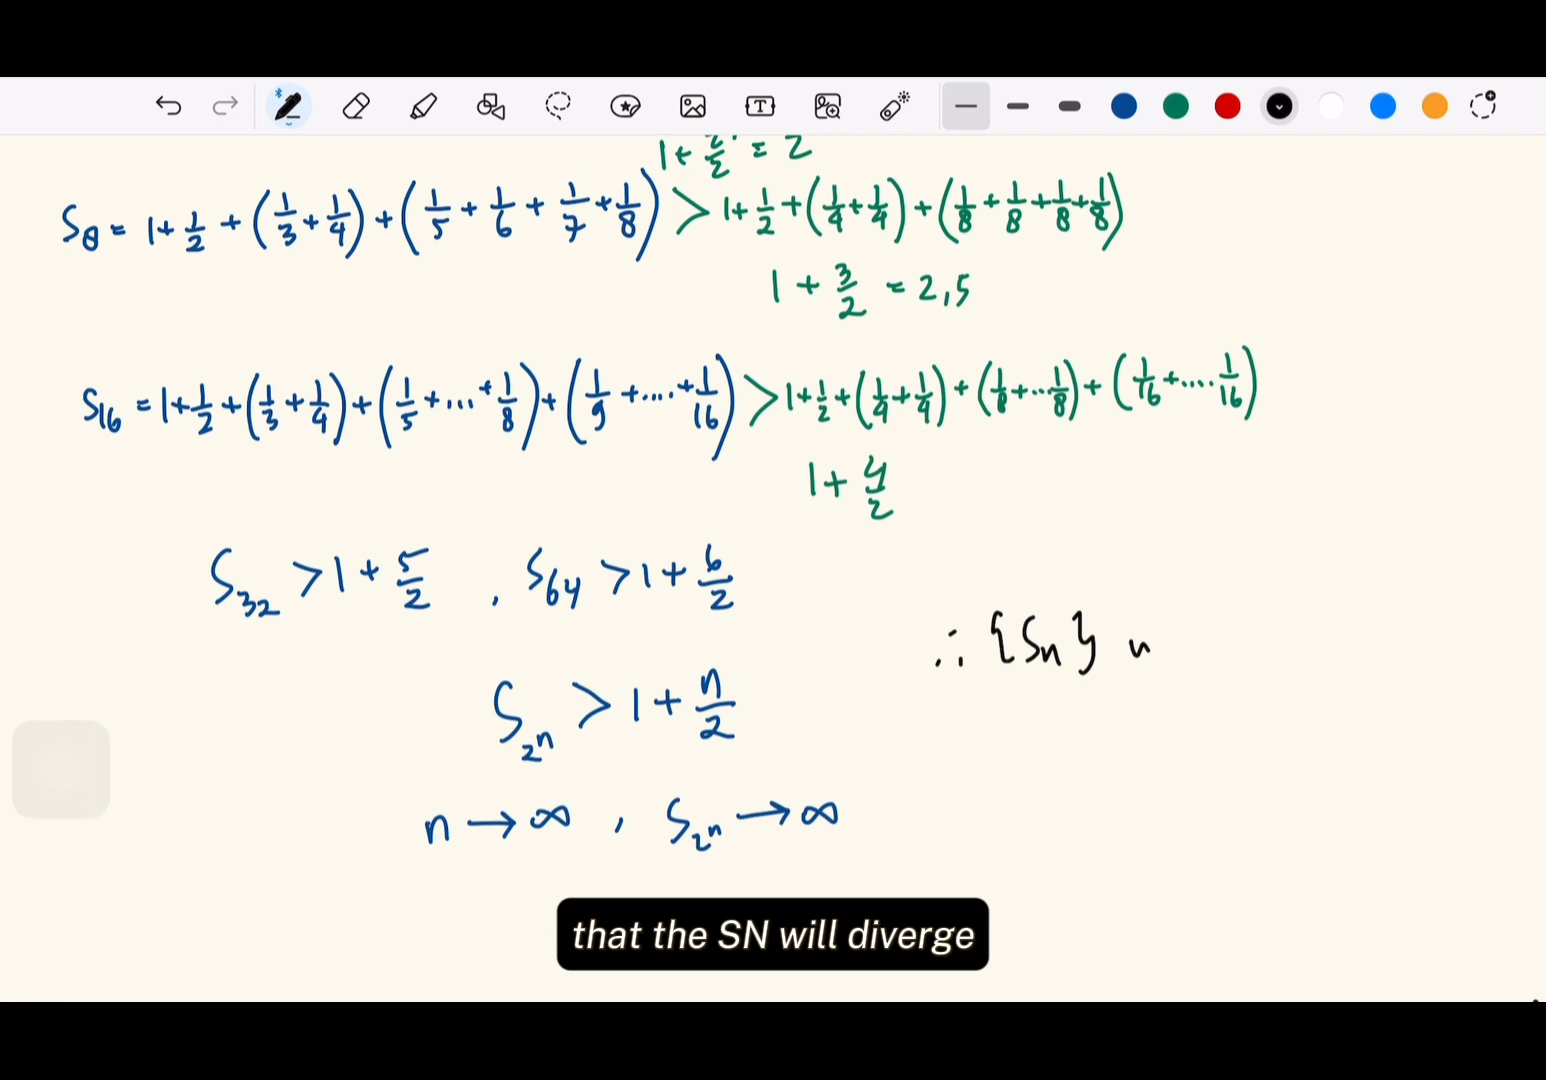 1 + 2/2 = 2
S8 = 1 + 1/2 + (1/3 + 1/4) + (1/5 + 1/6 + 1/7 + 1/8) > 1 + 1/2 + (1/4 + 1/4) + (1/8 + 1/8 + 1/8 + 1/8)
1 + 3/2 = 2,5
S16 = 1 + 1/2 + (1/3 + 1/4) + (1/5 + ... + 1/8) + (1/9 + .... + 1/16) > 1 + 1/2 + (1/4 + 1/4) + (1/8 + ... 1/8) + (1/16 + .... 1/16)
1 + 4/2
S32 > 1 + 5/2 , S64 > 1 + 6/2
∴ {Sn} n
S2^n > 1 + n/2
n → ∞ , S2^n → ∞
that the SN will diverge